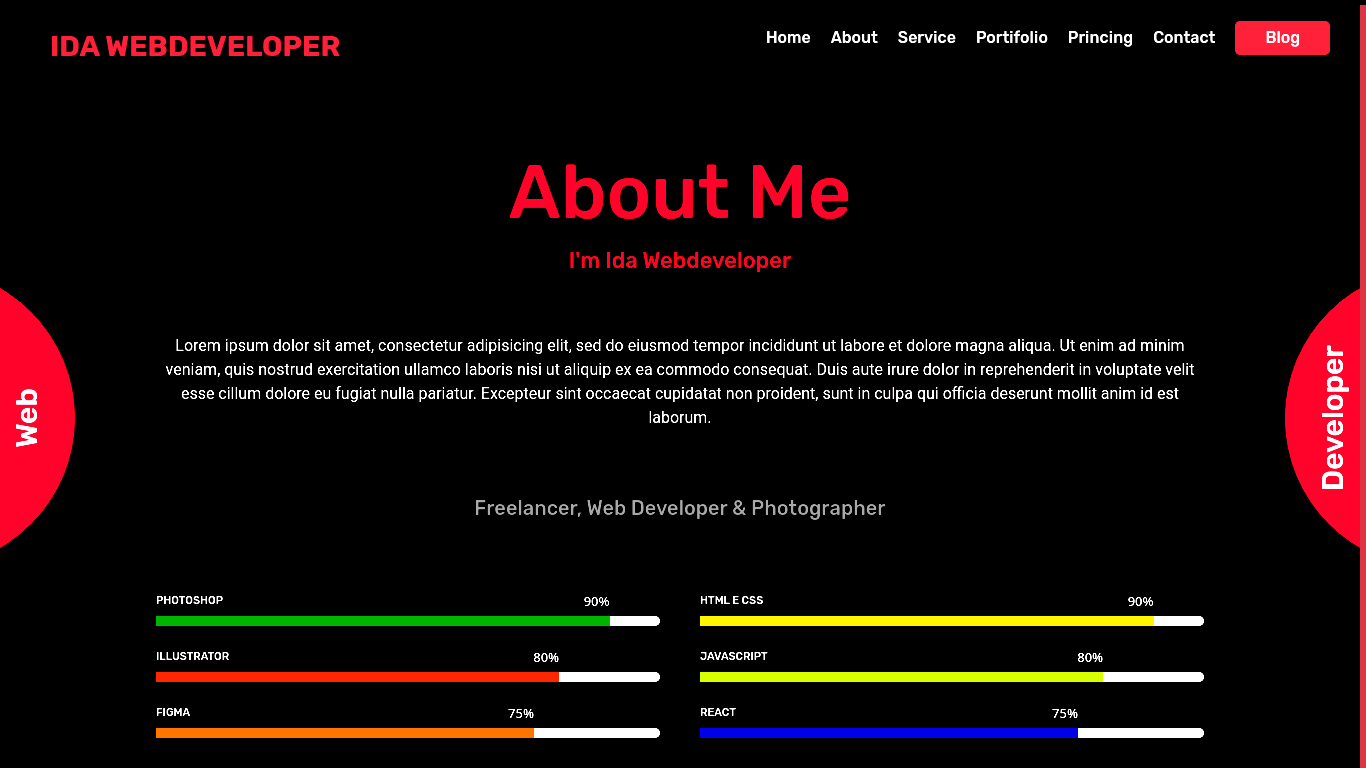 IDA WEBDEVELOPER
Home About Service Portifolio Princing Contact Blog
About Me
I'm Ida Webdeveloper
Lorem ipsum dolor sit amet, consectetur adipisicing elit, sed do eiusmod tempor incididunt ut labore et dolore magna aliqua. Ut enim ad minim
veniam, quis nostrud exercitation ullamco laboris nisi ut aliquip ex ea commodo consequat. Duis aute irure dolor in reprehenderit in voluptate velit
esse cillum dolore eu fugiat nulla pariatur. Excepteur sint occaecat cupidatat non proident, sunt in culpa qui officia deserunt mollit anim id est
laborum.
Web
Developer
Freelancer, Web Developer & Photographer
PHOTOSHOP 90%
ILLUSTRATOR 80%
FIGMA 75%
HTML E CSS 90%
JAVASCRIPT 80%
REACT 75%